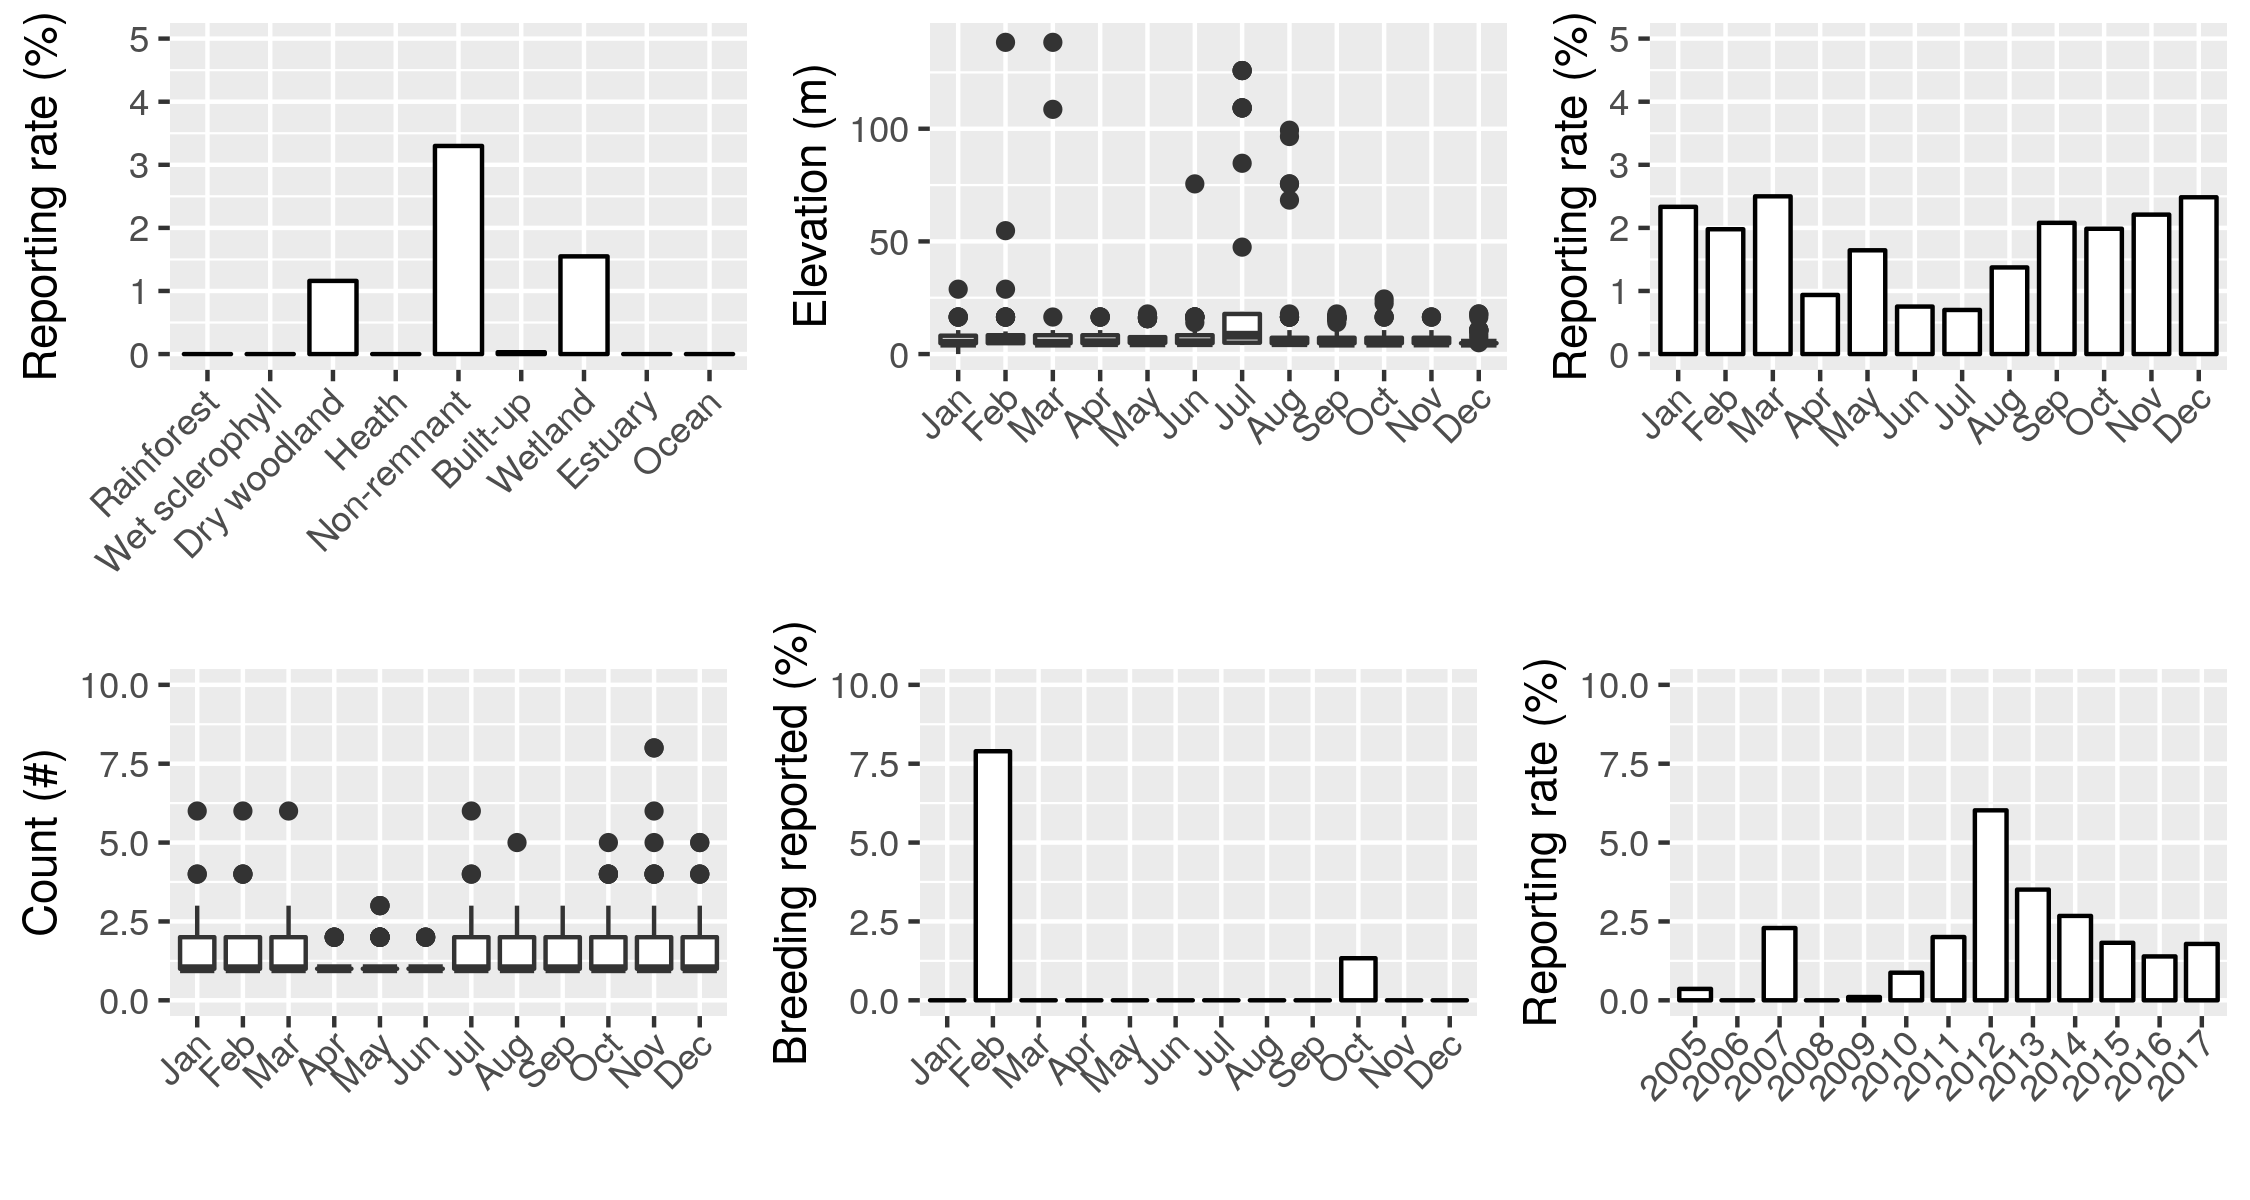 Reporting rate (%)
5
4
3
2
1
0
Rainforest
Wet sclerophyll
Dry woodland
Heath
Non-remnant
Built-up
Wetland
Estuary
Ocean
Elevation (m)
100
50
0
Jan
Feb
Mar
Apr
May
Jun
Jul
Aug
Sep
Oct
Nov
Dec
Reporting rate (%)
5
4
3
2
1
0
Jan
Feb
Mar
Apr
May
Jun
Jul
Aug
Sep
Oct
Nov
Dec
Count (#)
10.0
7.5
5.0
2.5
0.0
Jan
Feb
Mar
Apr
May
Jun
Jul
Aug
Sep
Oct
Nov
Dec
Breeding reported (%)
10.0
7.5
5.0
2.5
0.0
Jan
Feb
Mar
Apr
May
Jun
Jul
Aug
Sep
Oct
Nov
Dec
Reporting rate (%)
10.0
7.5
5.0
2.5
0.0
2005
2006
2007
2008
2009
2010
2011
2012
2013
2014
2015
2016
2017